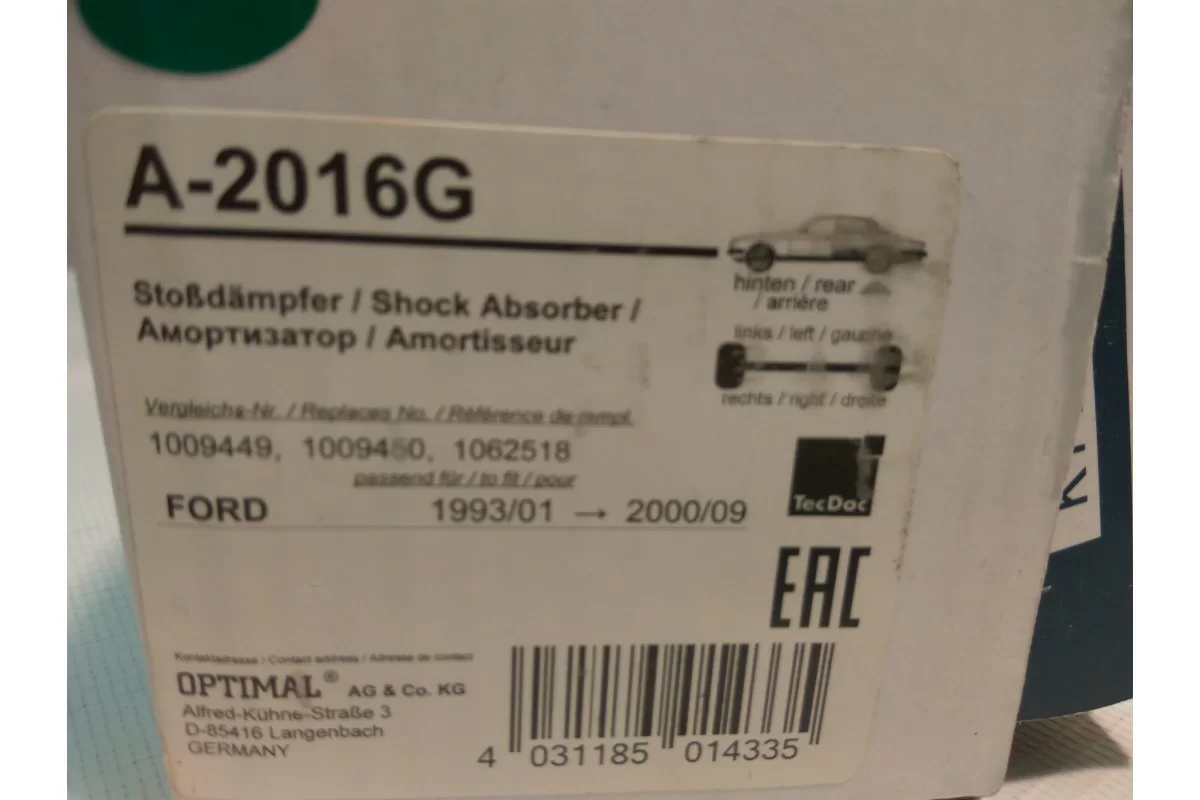 A-2016G
hinten / rear
/ arrière
Stoßdämpfer / Shock Absorber /
Амортизатор / Amortisseur
links / left / gauche
rechts / right / droite
Vergleichs-Nr. / Replaces No. / Référence de rempl.
1009449, 1009450, 1062518
passend für / to fit / pour
FORD 1993/01 → 2000/09
TecDoc
EAC
Kontaktadresse / Contact address / Adresse de contact
OPTIMAL® AG & Co. KG
Alfred-Kühne-Straße 3
D-85416 Langenbach
GERMANY
4 031185 014335